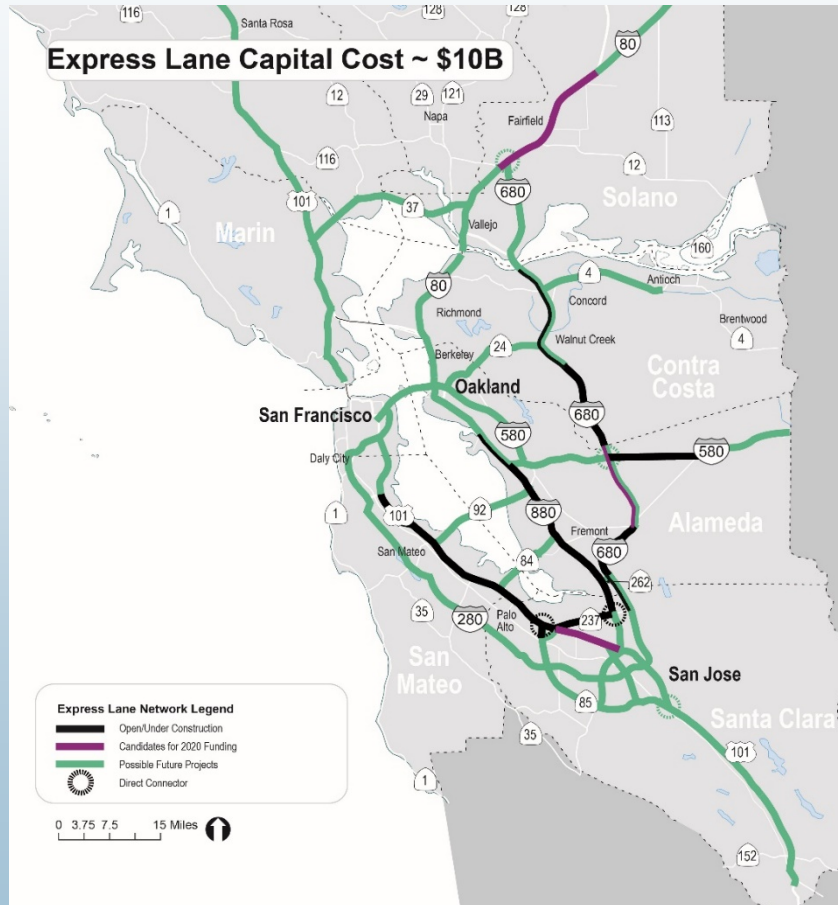 116
128
128
Santa Rosa
80
Express Lane Capital Cost ~ $10B
12
29
121
113
Napa
Fairfield
116
12
101
680
Solano
1
37
Marin
Vallejo
160
4
Antioch
80
Concord
Richmond
Brentwood
Walnut Creek
4
Berkeley
24
Contra
Costa
Oakland
San Francisco
680
580
580
Daly City
92
880
1
101
Fremont
Alameda
San Mateo
84
680
262
35
280
Palo
Alto
237
San
Mateo
San Jose
85
Santa Clara
Express Lane Network Legend
Open/Under Construction
Candidates for 2020 Funding
Possible Future Projects
Direct Connector
35
101
1
0 3.75 7.5 15 Miles
152